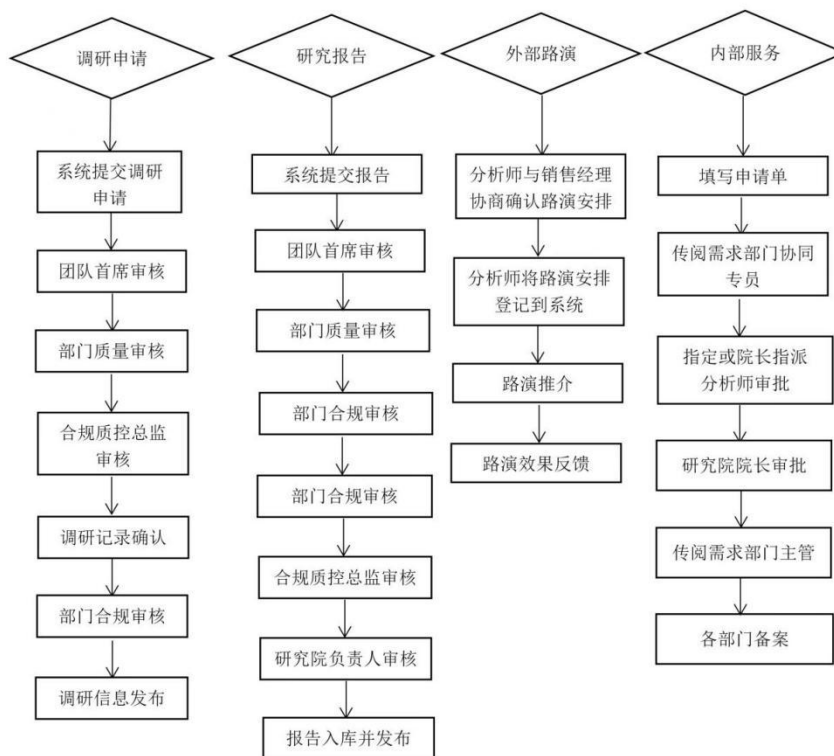 调研申请
系统提交调研
申请
团队首席审核
部门质量审核
合规质控总监
审核
调研记录确认
部门合规审核
调研信息发布
研究报告
系统提交报告
团队首席审核
部门质量审核
部门合规审核
部门合规审核
合规质控总监审核
研究院负责人审核
报告入库并发布
外部路演
分析师与销售经理
协商确认路演安排
分析师将路演安排
登记到系统
路演推介
路演效果反馈
内部服务
填写申请单
传阅需求部门协同
专员
指定或院长指派
分析师审批
研究院院长审批
传阅需求部门主管
各部门备案